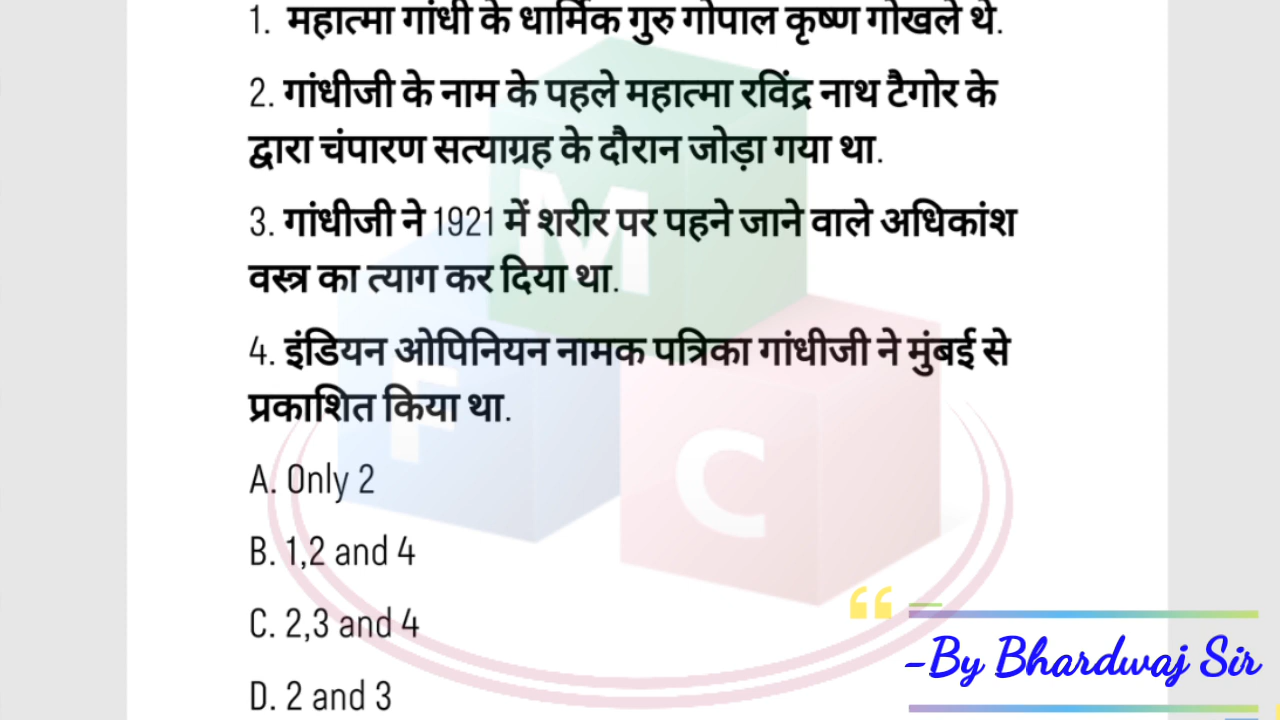 1. महात्मा गांधी के धार्मिक गुरु गोपाल कृष्ण गोखले थे.
2. गांधीजी के नाम के पहले महात्मा रविंद्र नाथ टैगोर के
द्वारा चंपारण सत्याग्रह के दौरान जोड़ा गया था.
3. गांधीजी ने 1921 में शरीर पर पहने जाने वाले अधिकांश
वस्त्र का त्याग कर दिया था.
4. इंडियन ओपिनियन नामक पत्रिका गांधीजी ने मुंबई से
प्रकाशित किया था.
A. Only 2
B. 1,2 and 4
C. 2,3 and 4
D. 2 and 3
M
F
C
“
-By Bhardwaj Sir